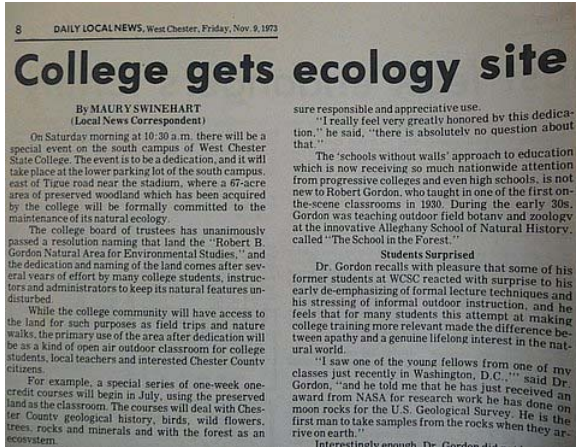 8 DAILY LOCAL NEWS, West Chester, Friday, Nov. 9, 1973
College gets ecology site
By MAURY SWINEHART
(Local News Correspondent)
On Saturday morning at 10:30 a.m. there will be a
special event on the south campus of West Chester
State College. The event is to be a dedication, and it will
take place at the lower parking lot of the south campus,
east of Tigue road near the stadium, where a 67-acre
area of preserved woodland which has been acquired
by the college will be formally committed to the
maintenance of its natural ecology.
The college board of trustees has unanimously
passed a resolution naming that land the "Robert B.
Gordon Natural Area for Environmental Studies," and
the dedication and naming of the land comes after sev-
eral years of effort by many college students, instruc-
tors and administrators to keep its natural features un-
disturbed.
While the college community will have access to
the land for such purposes as field trips and nature
walks, the primary use of the area after dedication will
be as a kind of open air outdoor classroom for college
students, local teachers and interested Chester County
citizens.
For example, a special series of one-week one-
credit courses will begin in July, using the preserved
land as the classroom. The courses will deal with Ches-
ter County geological history, birds, wild flowers,
trees, rocks and minerals and with the forest as an
ecosystem.
sure responsible and appreciative use.
"I really feel very greatly honored by this dedica-
tion." he said, "there is absolutely no question about
that."
The 'schools without walls' approach to education
which is now receiving so much nationwide attention
from progressive colleges and even high schools, is not
new to Robert Gordon, who taught in one of the first on-
the-scene classrooms in 1930. During the early 30s,
Gordon was teaching outdoor field botany and zoology
at the innovative Alleghany School of Natural History,
called "The School in the Forest."
Students Surprised
Dr. Gordon recalls with pleasure that some of his
former students at WCSC reacted with surprise to his
early de-emphasizing of formal lecture techniques and
his stressing of informal outdoor instruction, and he
feels that for many students this attempt at making
college training more relevant made the difference be-
tween apathy and a genuine lifelong interest in the nat-
ural world.
"I saw one of the young fellows from one of my
classes just recently in Washington, D.C.,'" said Dr.
Gordon, "and he told me that he has just received an
award from NASA for research work he has done on
moon rocks for the U.S. Geological Survey. He is the
first man to take samples from the rocks when they ar-
rive on earth."
Interestingly enough, Dr. Gordon did